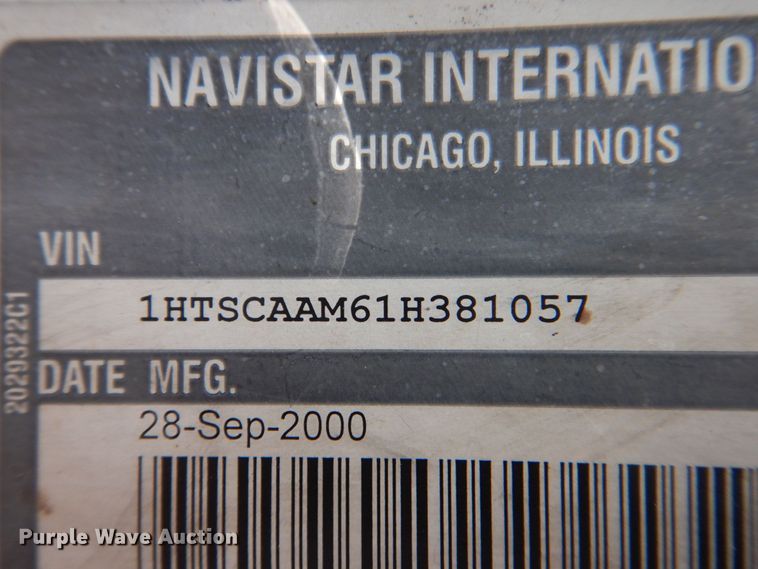 NAVISTAR INTERNATIO
CHICAGO, ILLINOIS
VIN
1HTSCAAM61H381057
2029322C1
DATE MFG.
28-Sep-2000
Purple Wave Auction